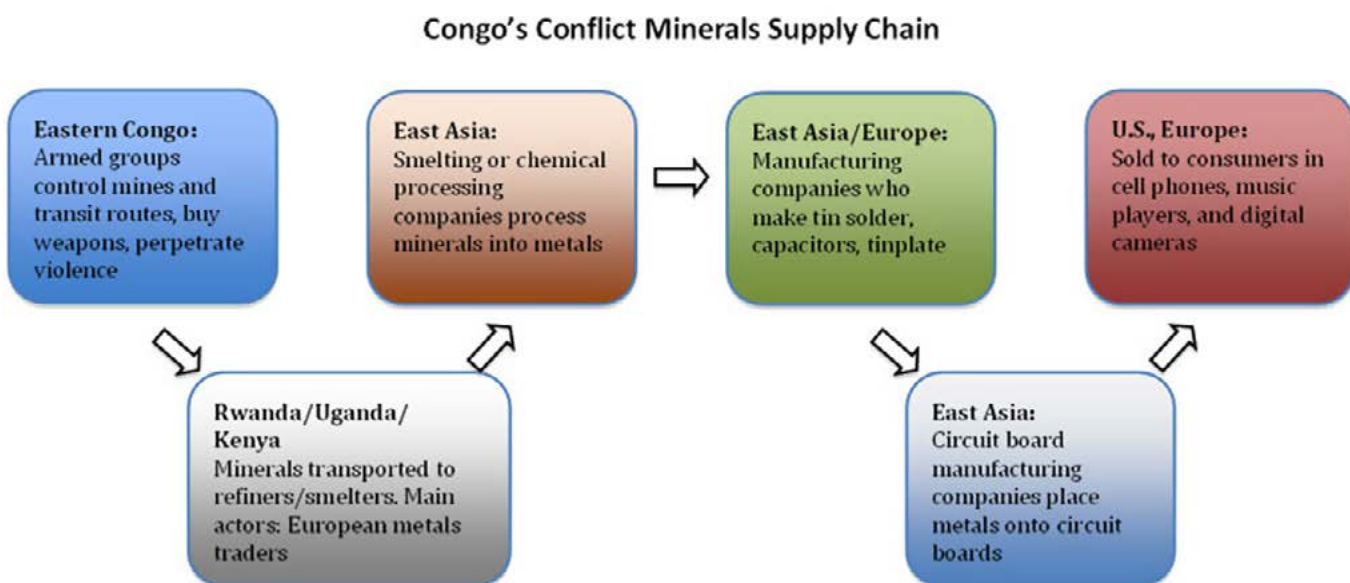 Congo's Conflict Minerals Supply Chain
Eastern Congo:
Armed groups
control mines and
transit routes, buy
weapons, perpetrate
violence
Rwanda/Uganda/
Kenya
Minerals transported to
refiners/smelters. Main
actors: European metals
traders
East Asia:
Smelting or chemical
processing
companies process
minerals into metals
East Asia/Europe:
Manufacturing
companies who
make tin solder,
capacitors, tinplate
East Asia:
Circuit board
manufacturing
companies place
metals onto circuit
boards
U.S., Europe:
Sold to consumers in
cell phones, music
players, and digital
cameras